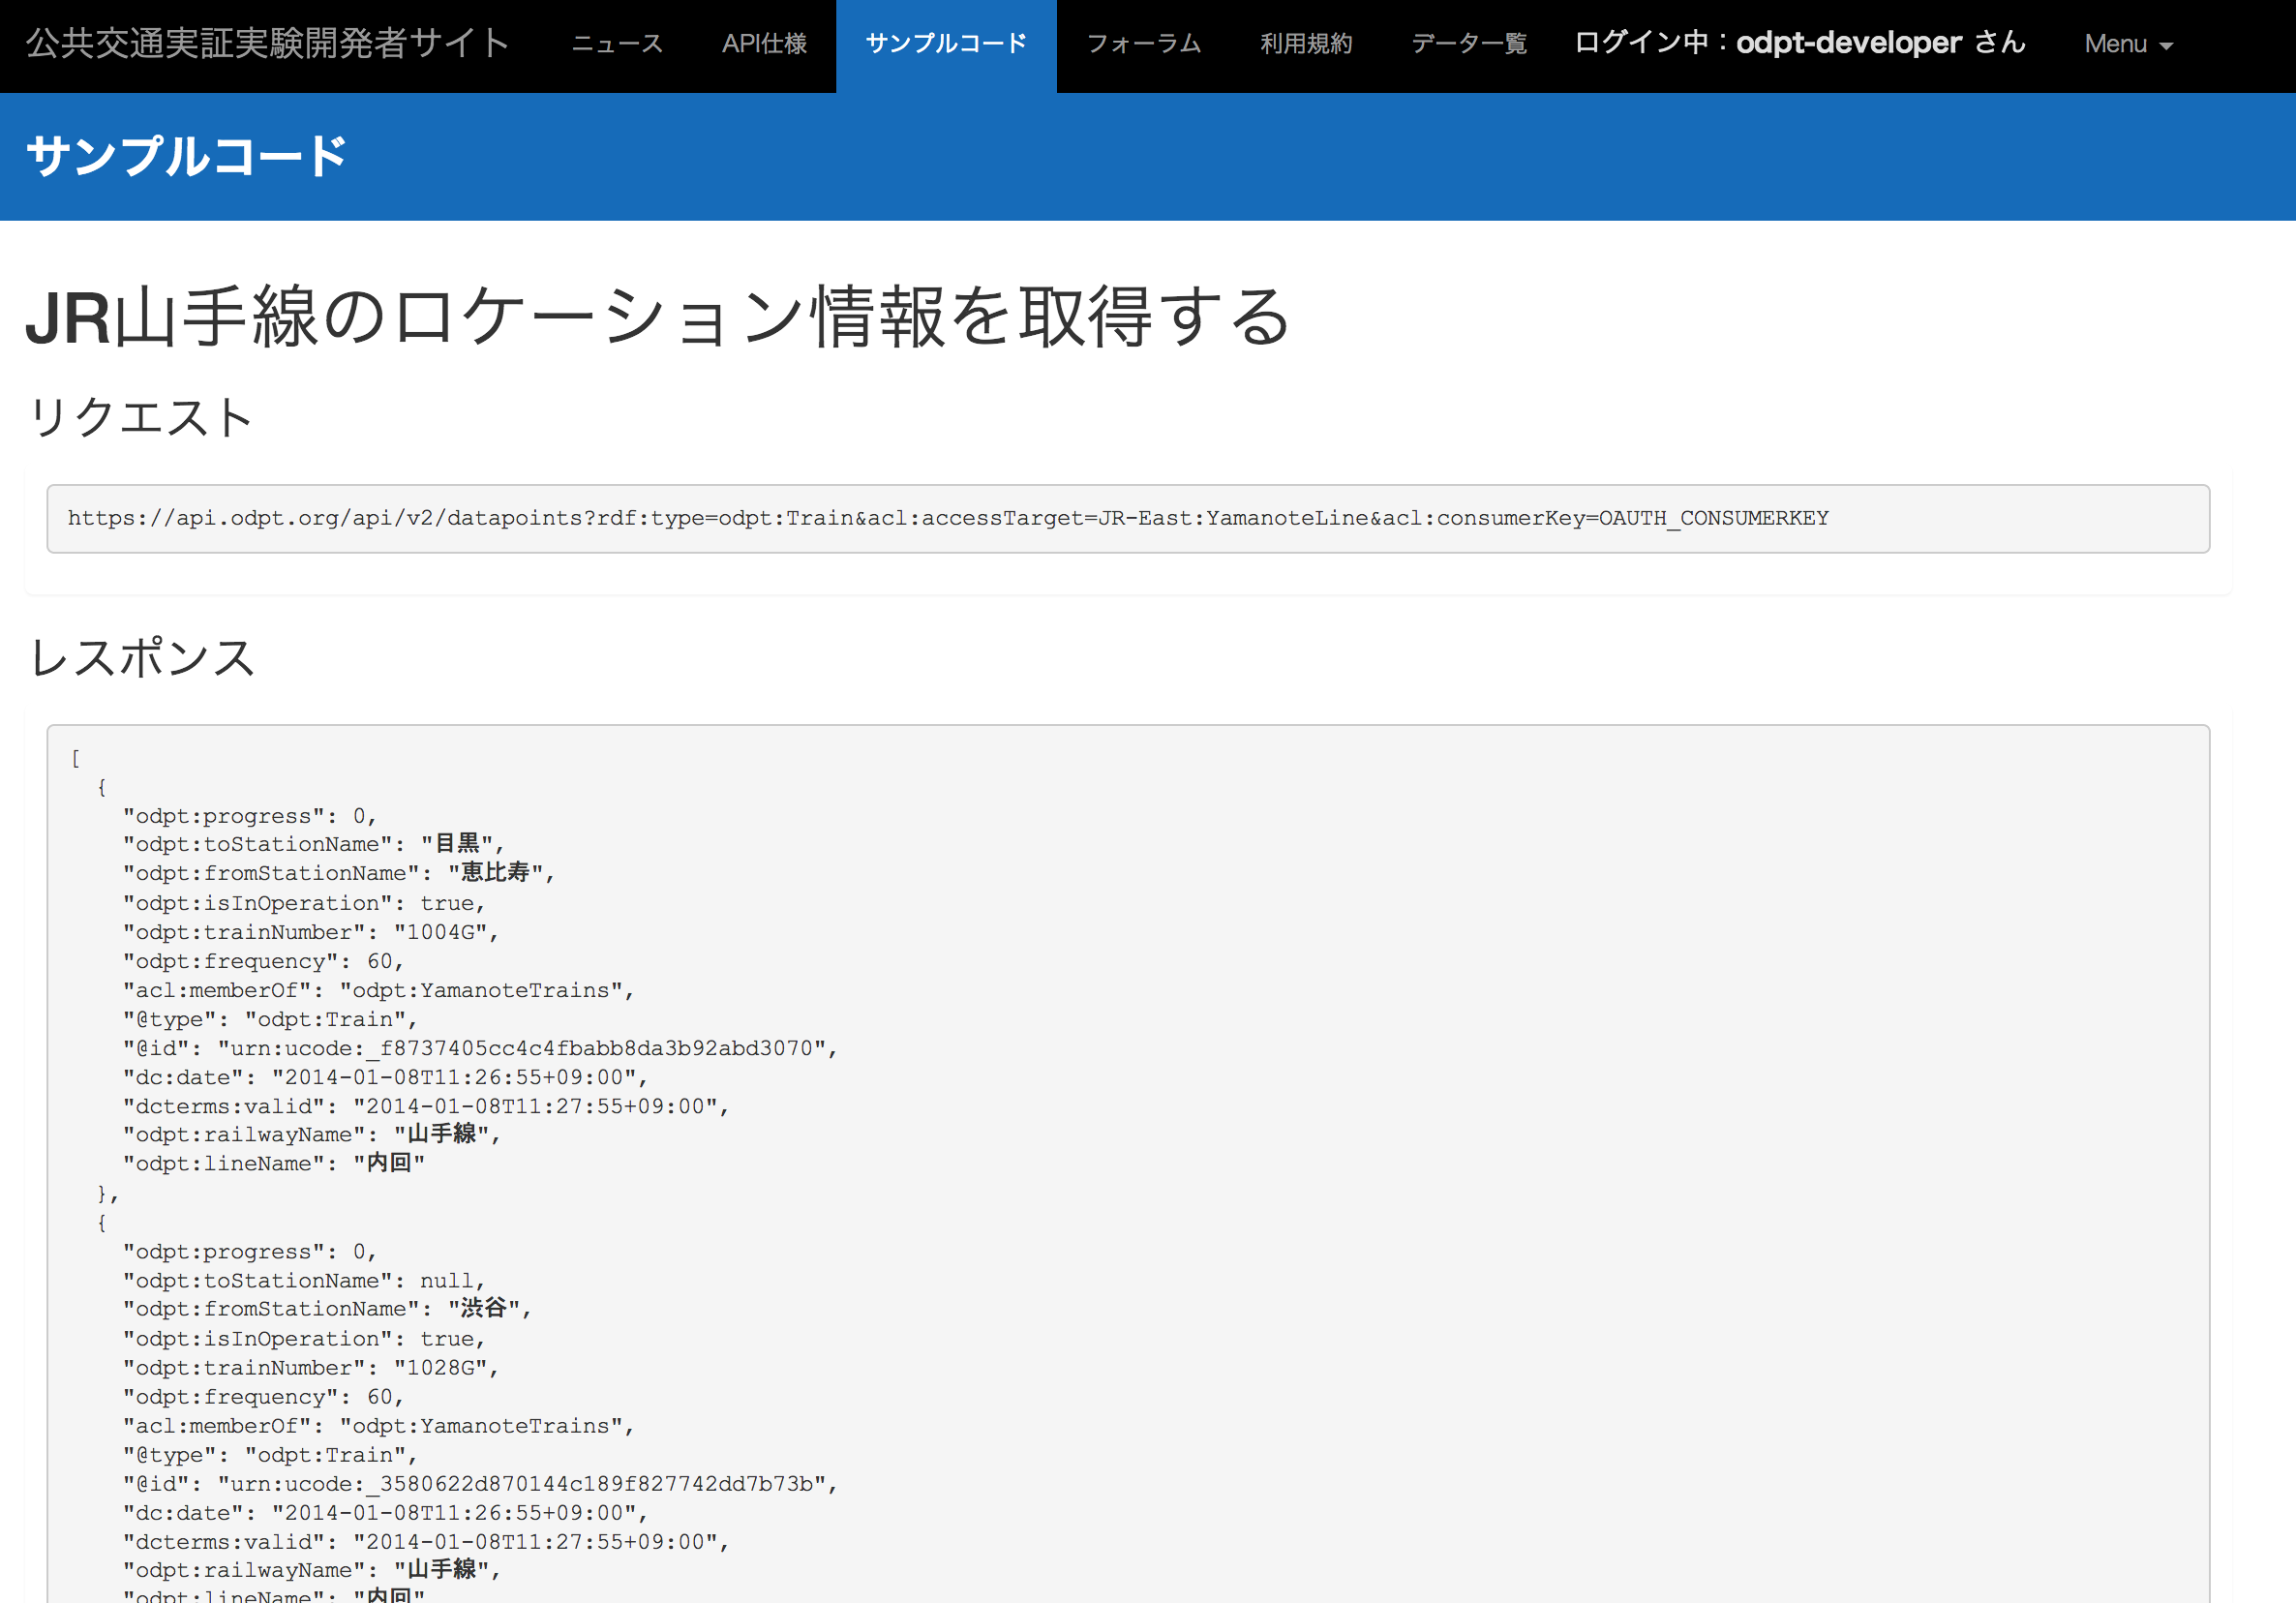 公共交通実証実験開発者サイト ニュース API仕様 サンプルコード フォーラム 利用規約 データ一覧 ログイン中：odpt-developer さん Menu
サンプルコード
JR山手線のロケーション情報を取得する
リクエスト
https://api.odpt.org/api/v2/datapoints?rdf:type=odpt:Train&acl:accessTarget=JR-East:YamanoteLine&acl:consumerKey=OAUTH_CONSUMERKEY
レスポンス
[
  {
    "odpt:progress": 0,
    "odpt:toStationName": "目黒",
    "odpt:fromStationName": "恵比寿",
    "odpt:isInOperation": true,
    "odpt:trainNumber": "1004G",
    "odpt:frequency": 60,
    "acl:memberOf": "odpt:YamanoteTrains",
    "@type": "odpt:Train",
    "@id": "urn:ucode:_f8737405cc4c4fbabb8da3b92abd3070",
    "dc:date": "2014-01-08T11:26:55+09:00",
    "dcterms:valid": "2014-01-08T11:27:55+09:00",
    "odpt:railwayName": "山手線",
    "odpt:lineName": "内回"
  },
  {
    "odpt:progress": 0,
    "odpt:toStationName": null,
    "odpt:fromStationName": "渋谷",
    "odpt:isInOperation": true,
    "odpt:trainNumber": "1028G",
    "odpt:frequency": 60,
    "acl:memberOf": "odpt:YamanoteTrains",
    "@type": "odpt:Train",
    "@id": "urn:ucode:_3580622d870144c189f827742dd7b73b",
    "dc:date": "2014-01-08T11:26:55+09:00",
    "dcterms:valid": "2014-01-08T11:27:55+09:00",
    "odpt:railwayName": "山手線",
    "odpt:lineName": "内回"